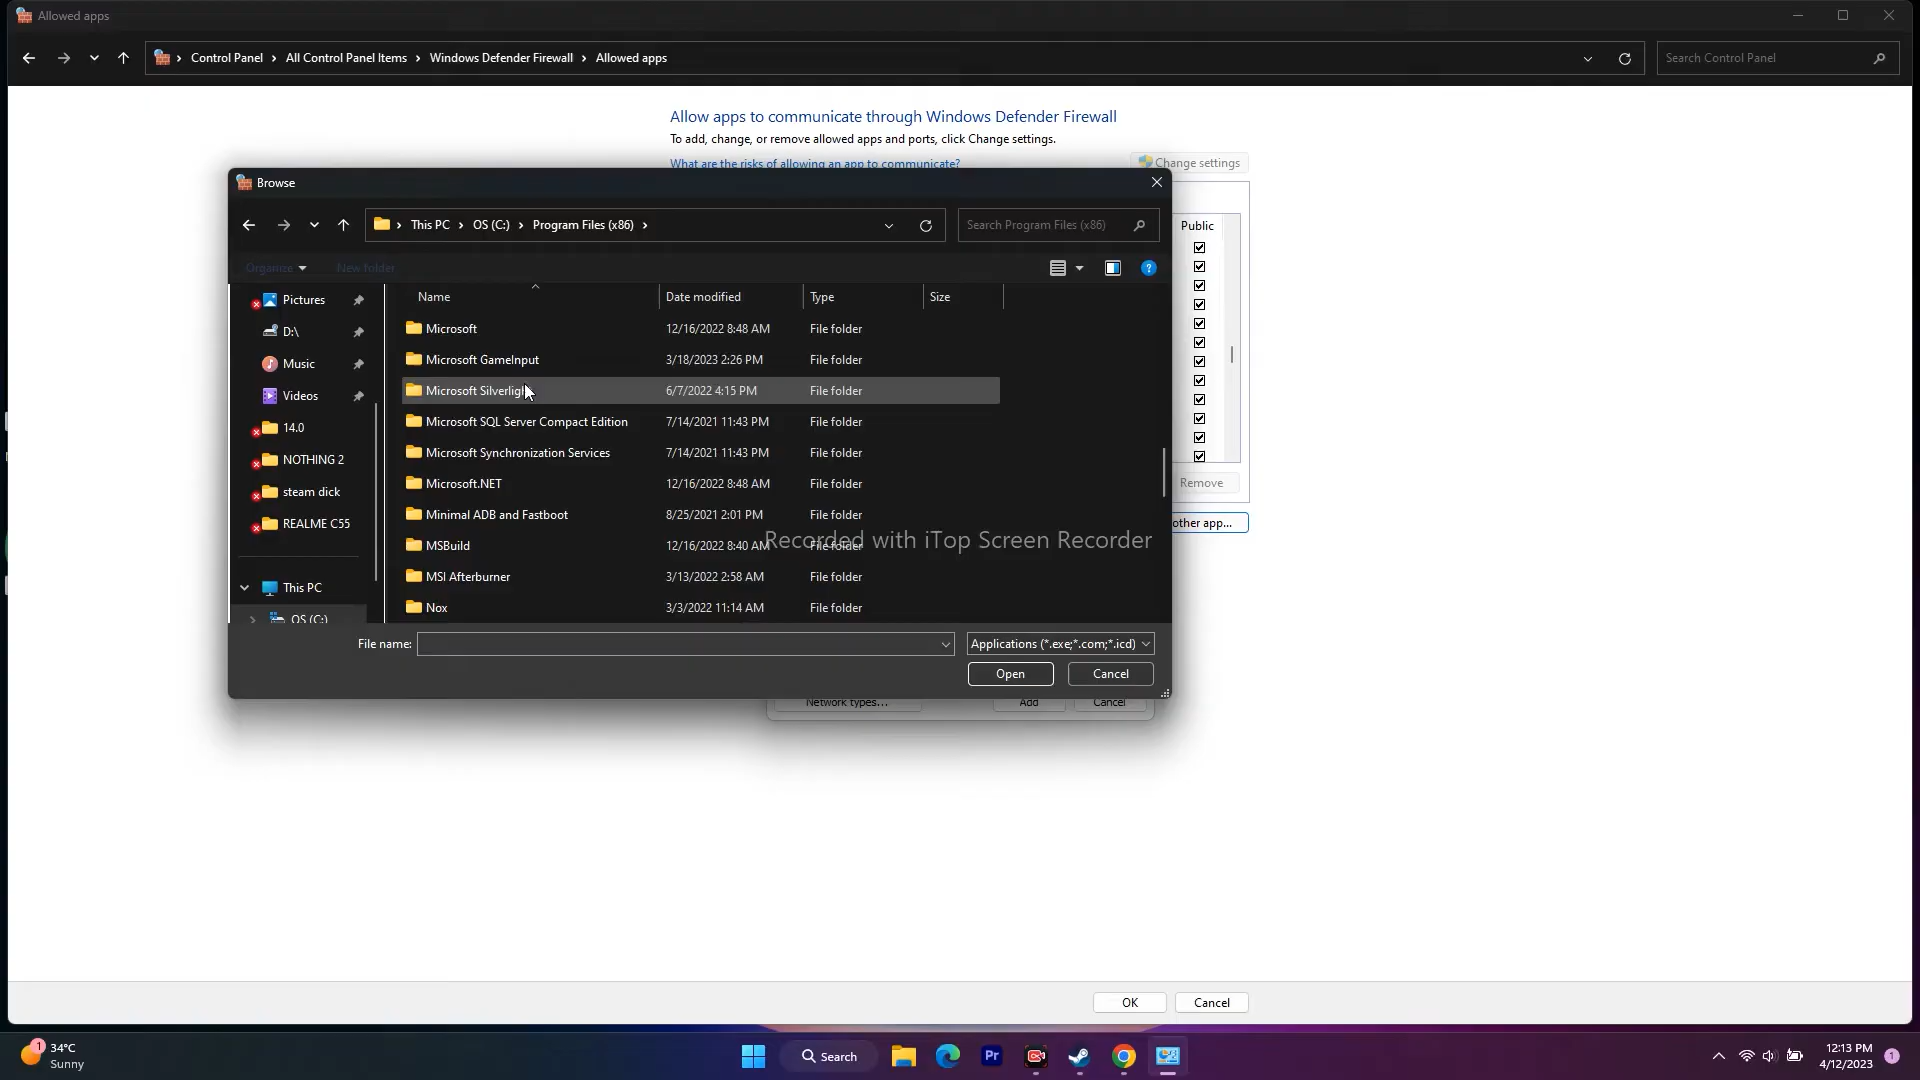 Allowed apps
Control Panel > All Control Panel Items > Windows Defender Firewall > Allowed apps
Search Control Panel
Allow apps to communicate through Windows Defender Firewall
To add, change, or remove allowed apps and ports, click Change settings.
What are the risks of allowing an app to communicate?
Change settings
Browse
This PC > OS (C:) > Program Files (x86) >
Search Program Files (x86)
Public
Organize
New folder
Name Date modified Type Size
Pictures
D:\
Music
Videos
14.0
NOTHING 2
steam dick
REALME C55
This PC
OS (C:)
Microsoft 12/16/2022 8:48 AM File folder
Microsoft GameInput 3/18/2023 2:26 PM File folder
Microsoft Silverlight 6/7/2022 4:15 PM File folder
Microsoft SQL Server Compact Edition 7/14/2021 11:43 PM File folder
Microsoft Synchronization Services 7/14/2021 11:43 PM File folder
Microsoft.NET 12/16/2022 8:48 AM File folder
Minimal ADB and Fastboot 8/25/2021 2:01 PM File folder
MSBuild 12/16/2022 8:40 AM File folder
MSI Afterburner 3/13/2022 2:58 AM File folder
Nox 3/3/2022 11:14 AM File folder
Recorded with iTop Screen Recorder
Remove
other app...
File name:
Applications (*.exe;*.com;*.icd)
Open
Cancel
Network types...
Add
Cancel
OK
Cancel
1
34°C
Sunny
Search
Pr
12:13 PM
4/12/2023
1